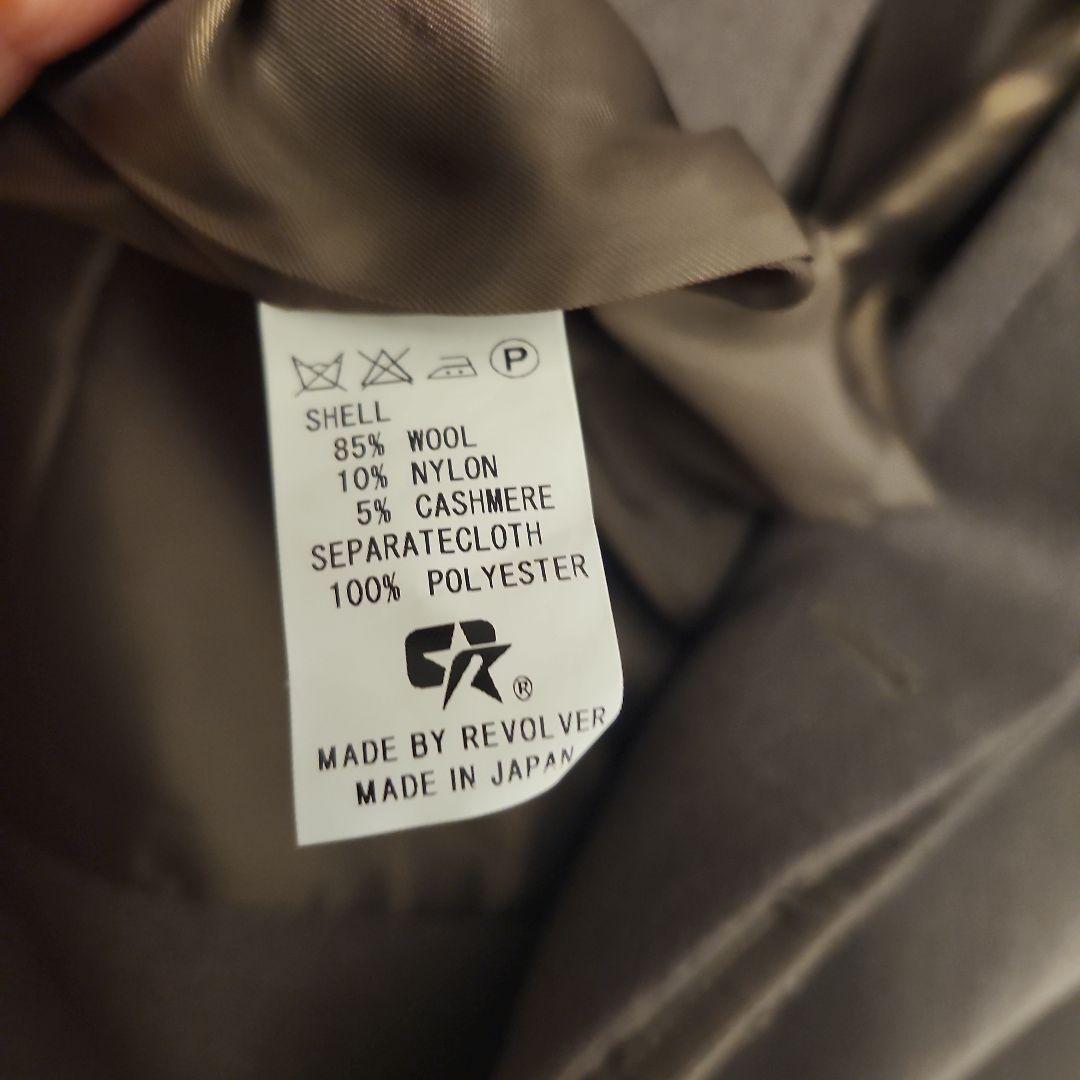 P
SHELL
85% WOOL
10% NYLON
5% CASHMERE
SEPARATECLOTH
100% POLYESTER
R ®
MADE BY REVOLVER
MADE IN JAPAN